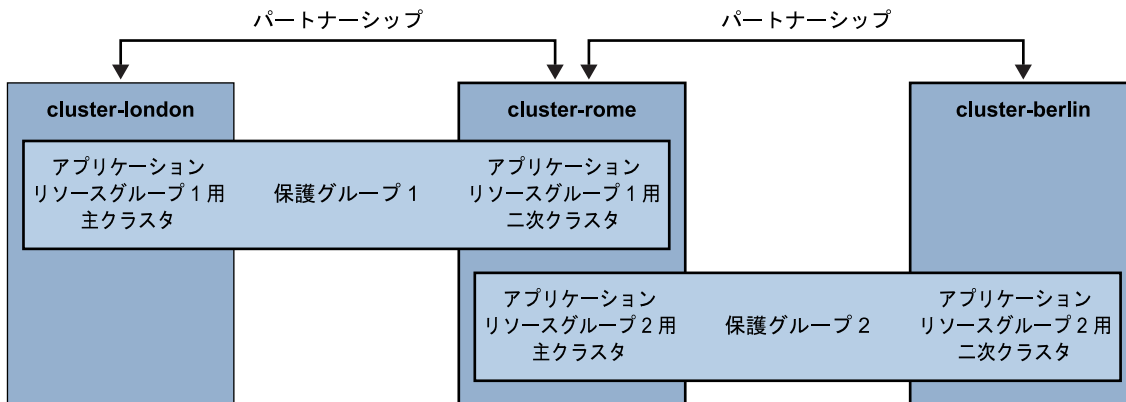 パートナーシップ
パートナーシップ
cluster-london
cluster-rome
cluster-berlin
アプリケーション
リソースグループ 1 用
主クラスタ
保護グループ 1
アプリケーション
リソースグループ 1 用
二次クラスタ
アプリケーション
リソースグループ 2 用
主クラスタ
保護グループ 2
アプリケーション
リソースグループ 2 用
二次クラスタ